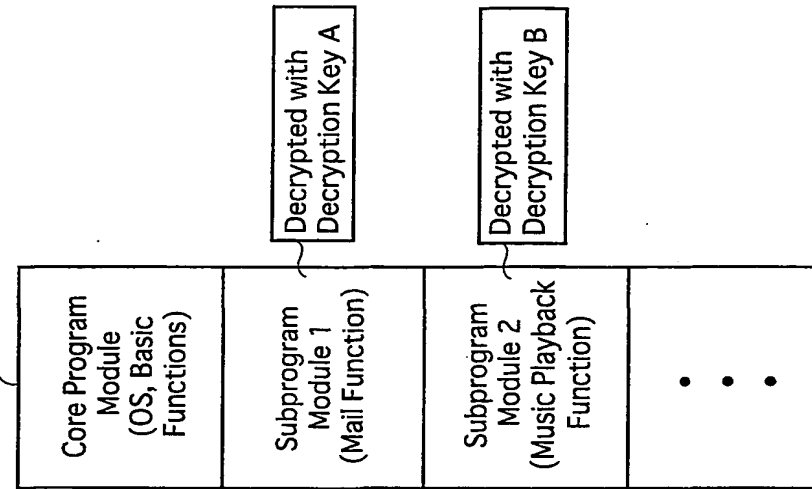 Core Program
Module
(OS, Basic
Functions)
Subprogram
Module 1
(Mail Function)
Decrypted with
Decryption Key A
Subprogram
Module 2
(Music Playback
Function)
Decrypted with
Decryption Key B
• • •